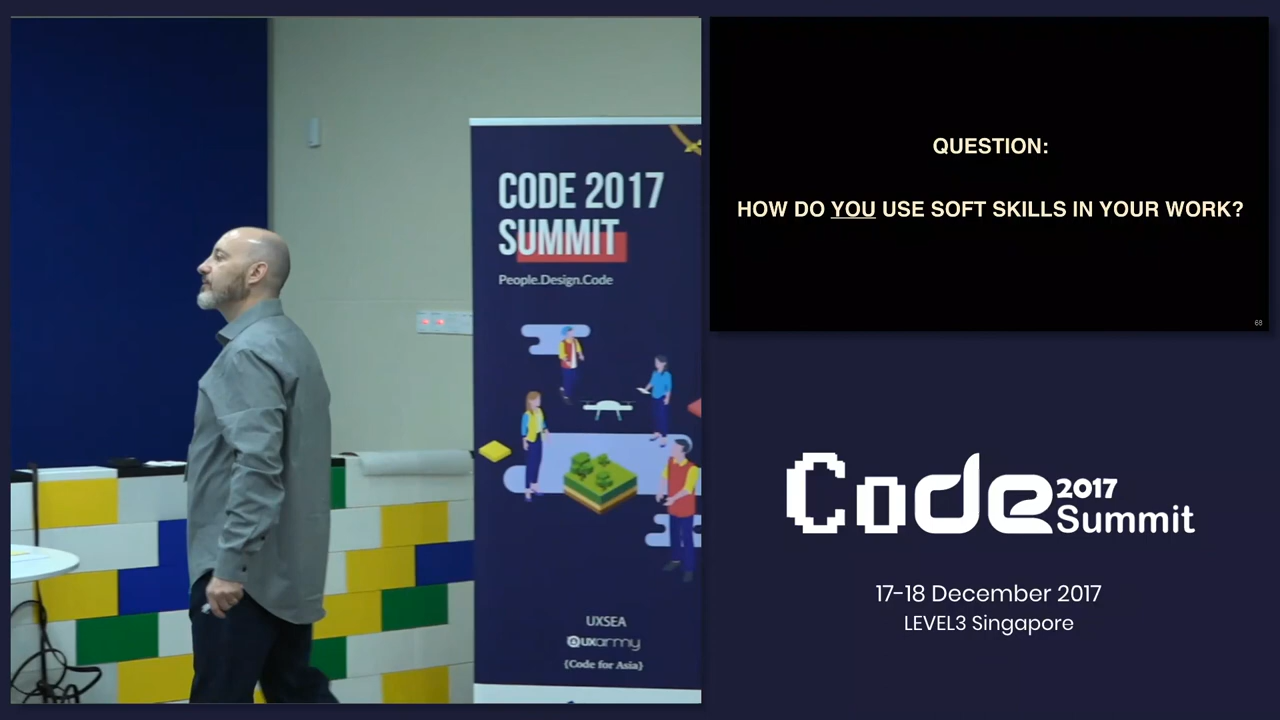 CODE 2017
SUMMIT
People.Design.Code
UXSEA
uxarmy
{Code for Asia}
QUESTION:
HOW DO YOU USE SOFT SKILLS IN YOUR WORK?
68
Code 2017
Summit
17-18 December 2017
LEVEL3 Singapore